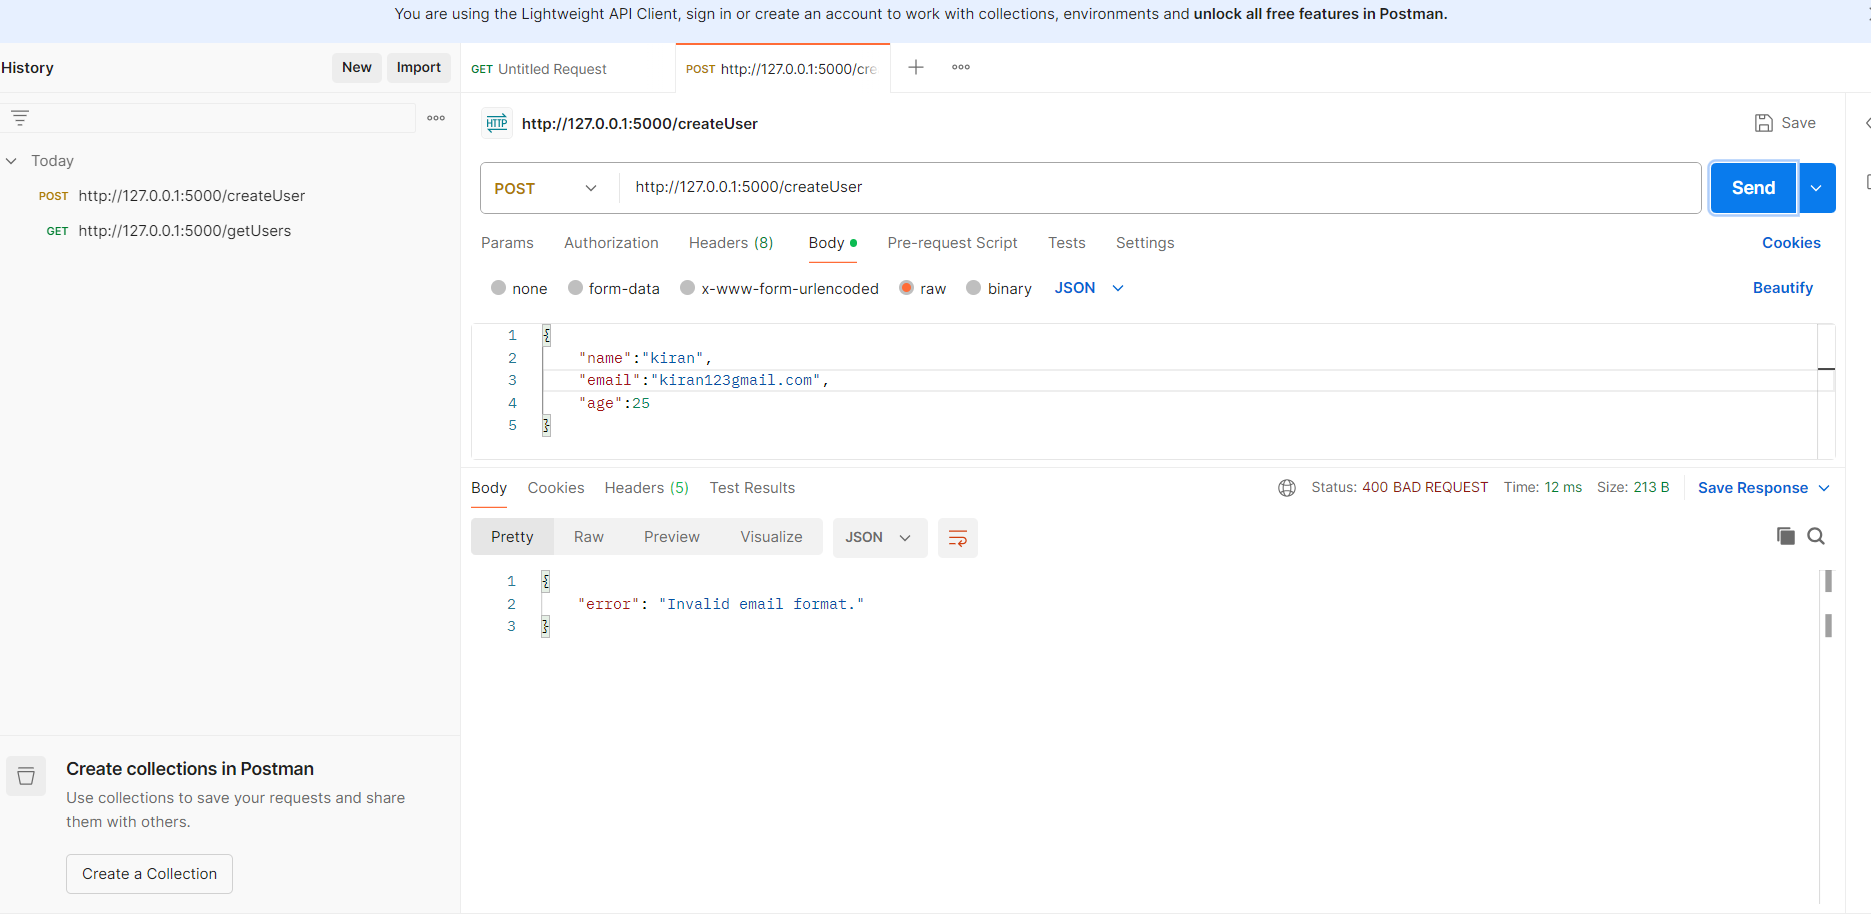 You are using the Lightweight API Client, sign in or create an account to work with collections, environments and unlock all free features in Postman.
History
New
Import
GET Untitled Request
POST http://127.0.0.1:5000/cre
Today
POST http://127.0.0.1:5000/createUser
GET http://127.0.0.1:5000/getUsers
HTTP http://127.0.0.1:5000/createUser
Save
POST
http://127.0.0.1:5000/createUser
Send
Params Authorization Headers (8) Body Pre-request Script Tests Settings
Cookies
none form-data x-www-form-urlencoded raw binary JSON
Beautify
1 {
2 "name":"kiran",
3 "email":"kiran123gmail.com",
4 "age":25
5 }
Body Cookies Headers (5) Test Results
Status: 400 BAD REQUEST Time: 12 ms Size: 213 B
Save Response
Pretty Raw Preview Visualize JSON
1 {
2 "error": "Invalid email format."
3 }
Create collections in Postman
Use collections to save your requests and share
them with others.
Create a Collection